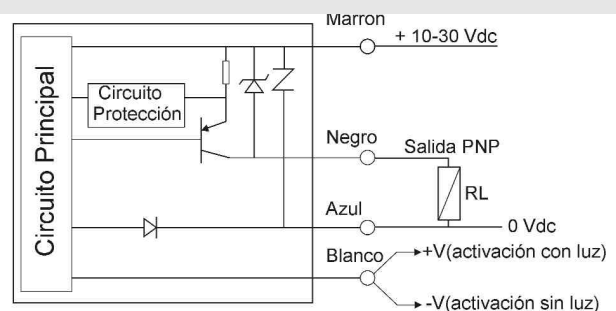 Marron
+ 10-30 Vdc
Circuito Principal
Circuito
Protección
Negro
Salida PNP
RL
Azul
0 Vdc
Blanco
+V(activación con luz)
-V(activación sin luz)